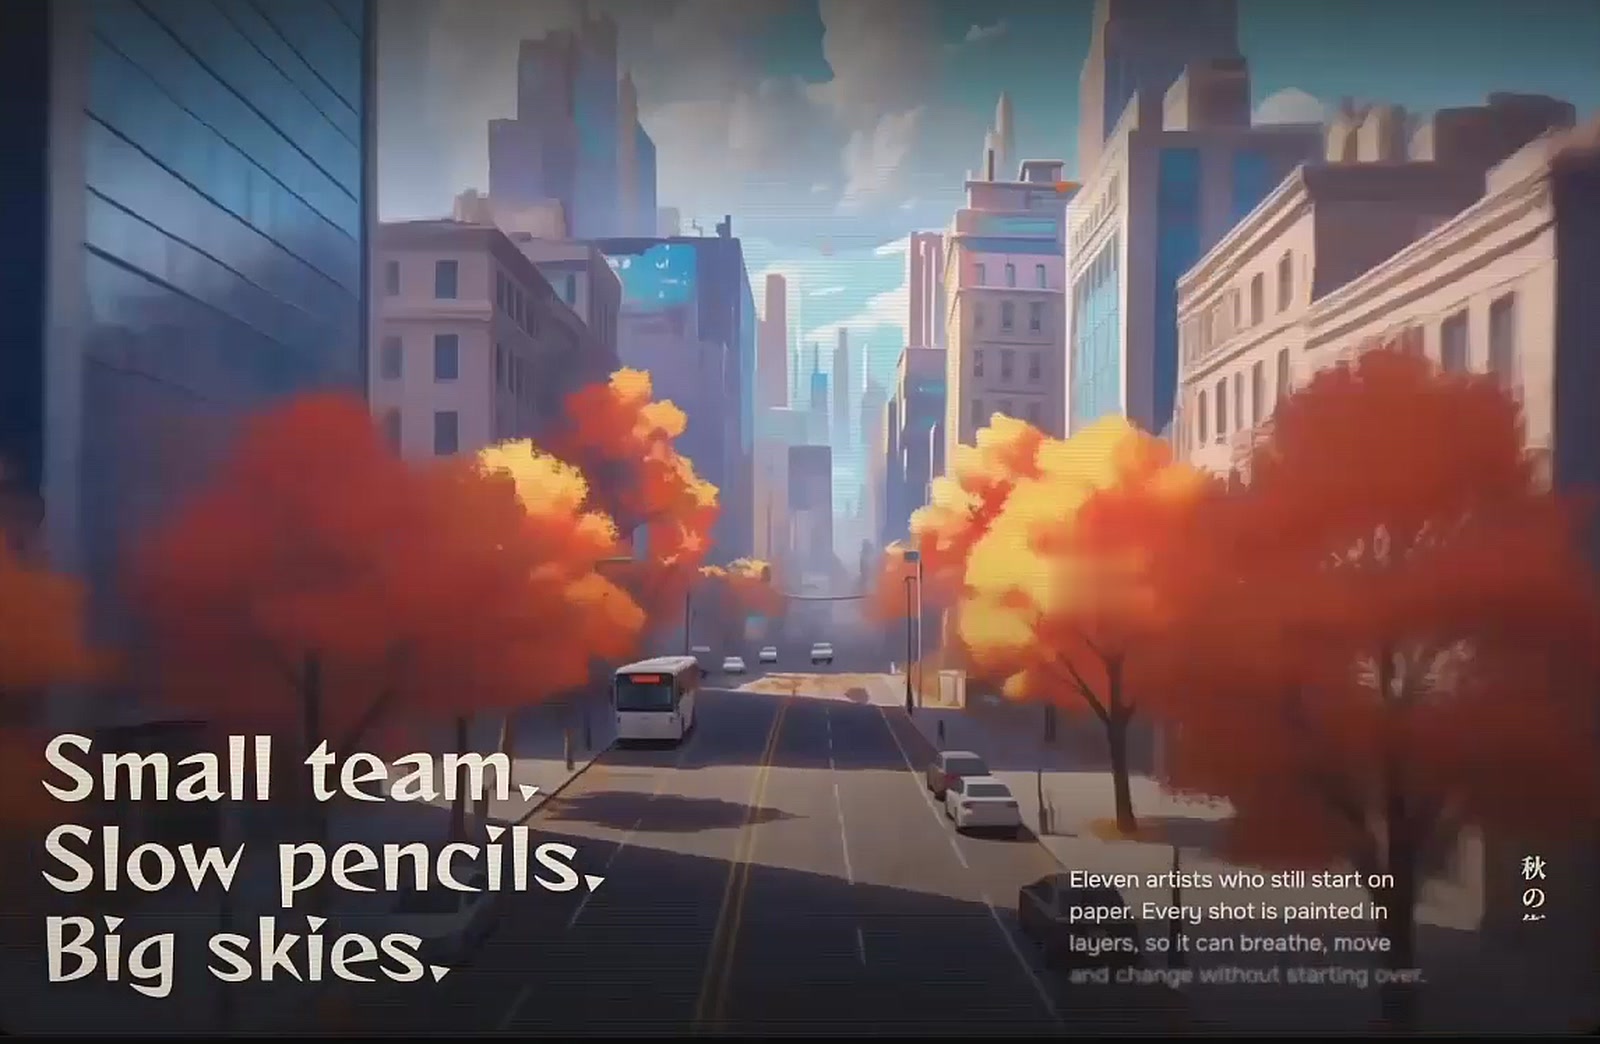 Small team.
Slow pencils.
Big skies.
Eleven artists who still start on
paper. Every shot is painted in
layers, so it can breathe, move
and change without starting over.
秋の